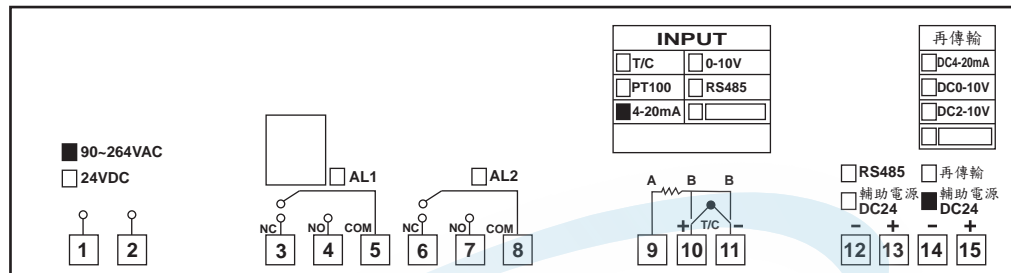 INPUT
T/C
0-10V
PT100
RS485
4-20mA
再傳輸
DC4-20mA
DC0-10V
DC2-10V
90~264VAC
24VDC
AL1
AL2
RS485
再傳輸
輔助電源
DC24
輔助電源
DC24
A B B
T/C
NC NO COM NC NO COM + - - + - +
1 2 3 4 5 6 7 8 9 10 11 12 13 14 15